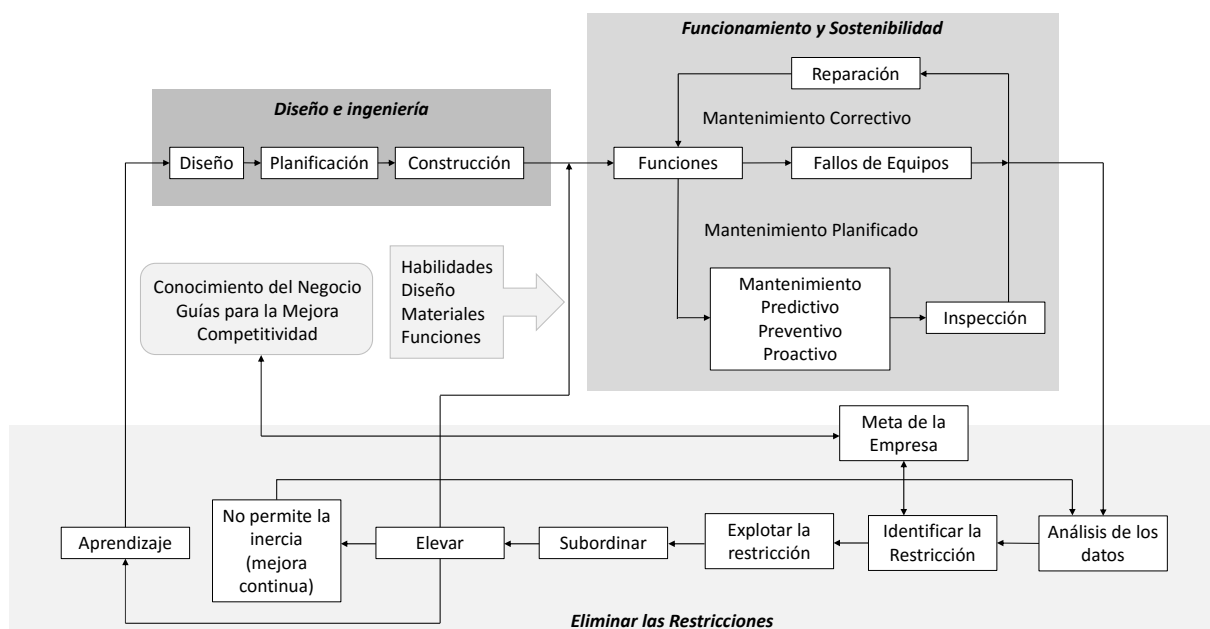 Funcionamiento y Sostenibilidad
Reparación
Mantenimiento Correctivo
Diseño e ingeniería
Diseño
Planificación
Construcción
Funciones
Fallos de Equipos
Mantenimiento Planificado
Mantenimiento
Predictivo
Preventivo
Proactivo
Inspección
Conocimiento del Negocio
Guías para la Mejora
Competitividad
Habilidades
Diseño
Materiales
Funciones
Meta de la
Empresa
Aprendizaje
No permite la
inercia
(mejora
continua)
Elevar
Subordinar
Explotar la
restricción
Identificar la
Restricción
Análisis de los
datos
Eliminar las Restricciones